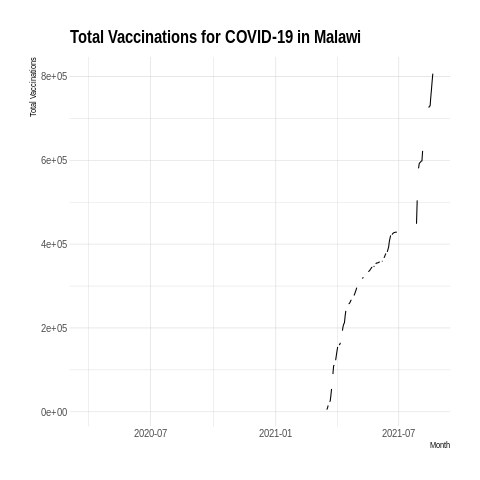 Total Vaccinations for COVID-19 in Malawi
Total Vaccinations
8e+05
6e+05
4e+05
2e+05
0e+00
2020-07
2021-01
2021-07
Month